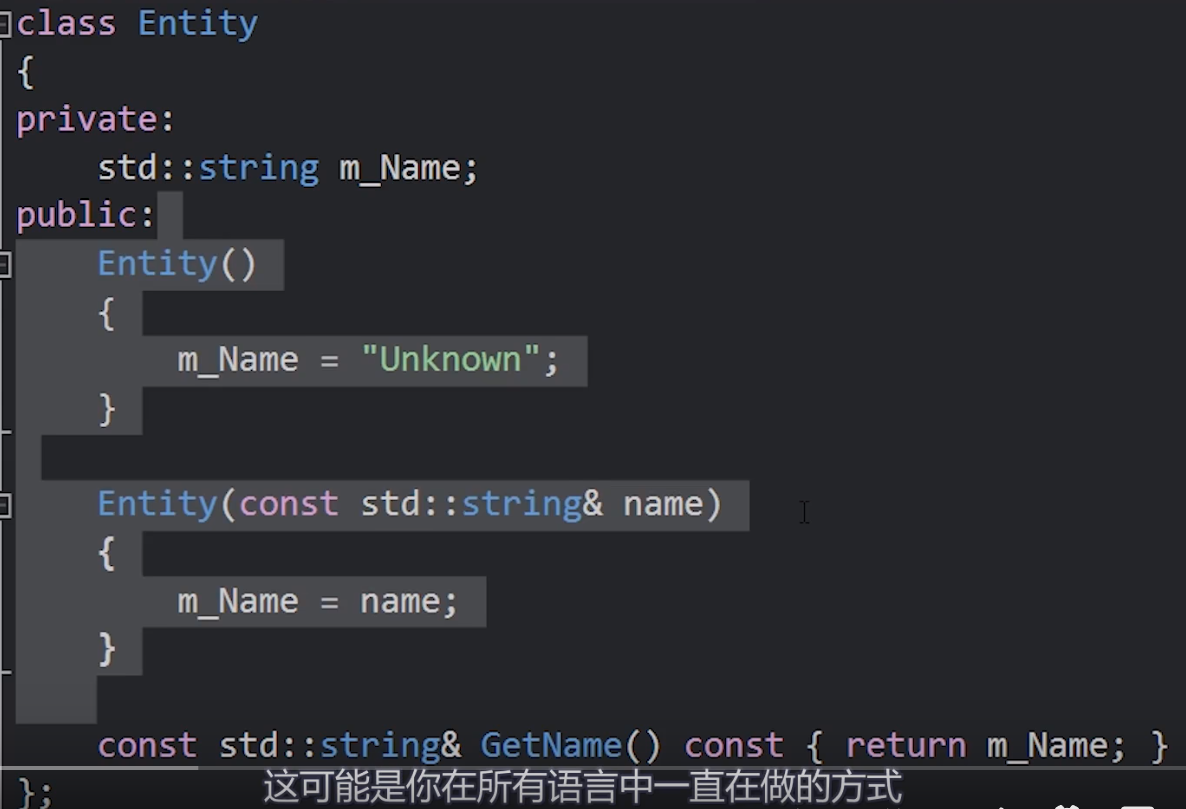 class Entity
{
private:
    std::string m_Name;
public:
    Entity()
    {
        m_Name = "Unknown";
    }

    Entity(const std::string& name)
    {
        m_Name = name;
    }

    const std::string& GetName() const { return m_Name; }
};
这可能是你在所有语言中一直在做的方式